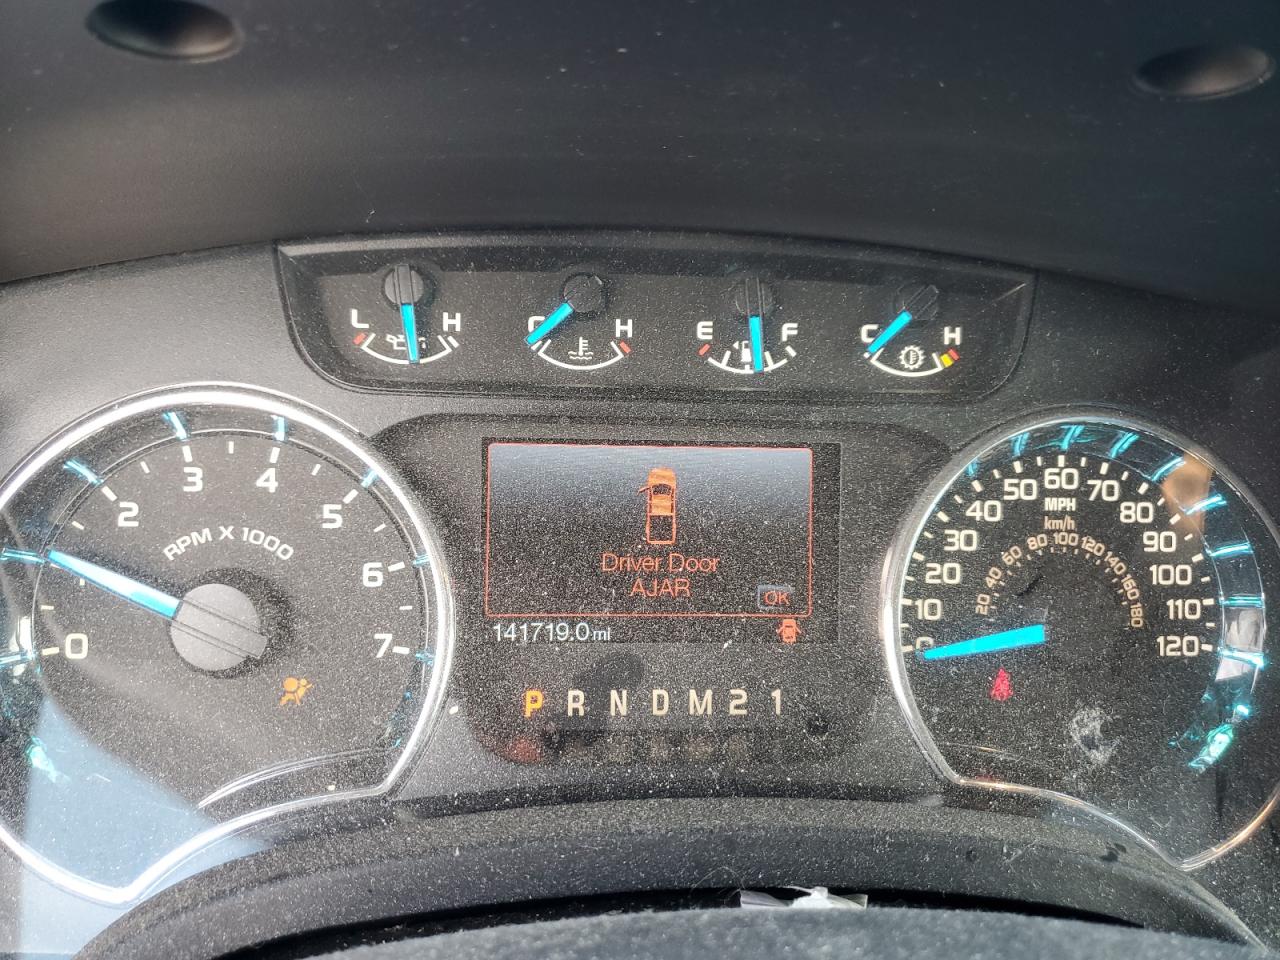 L H
C H
E F
C H
0 1 2 3 4 5 6 7
RPM X 1000
Driver Door
AJAR
OK
141719.0 mi
P R N D M 2 1
0 10 20 30 40 50 60 70 80 90 100 110 120
MPH
km/h
20 40 60 80 100 120 140 160 180